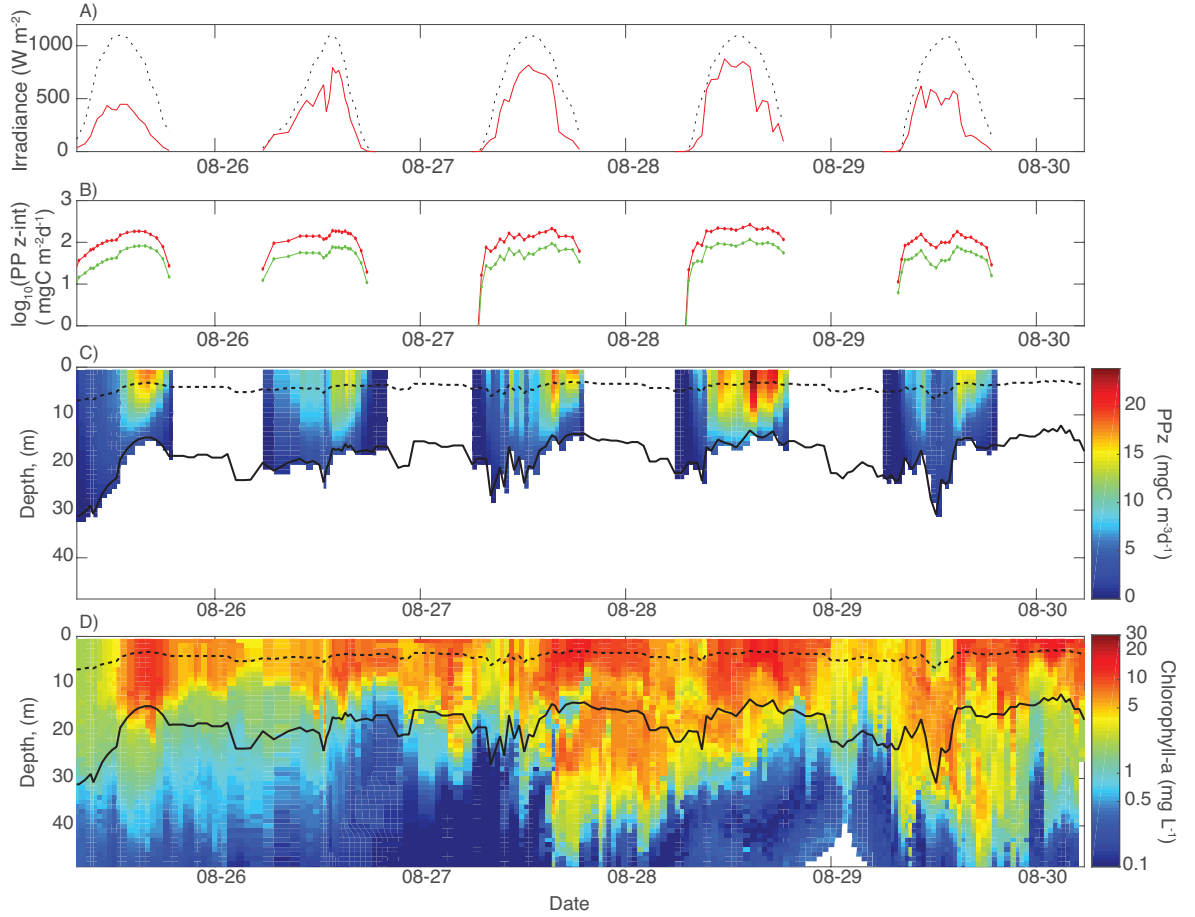 A)
Irradiance (W m-2)
1000
500
0
08-26 08-27 08-28 08-29 08-30
B)
log10(PP z-int)
( mgC m-2d-1)
3
2
1
0
08-26 08-27 08-28 08-29 08-30
C)
Depth, (m)
0
10
20
30
40
08-26 08-27 08-28 08-29 08-30
20
15
10
5
0
PPz (mgC m-3d-1)
D)
Depth, (m)
0
10
20
30
40
08-26 08-27 08-28 08-29 08-30
Date
30
20
10
5
1
0.5
0.1
Chlorophyll-a (mg L-1)